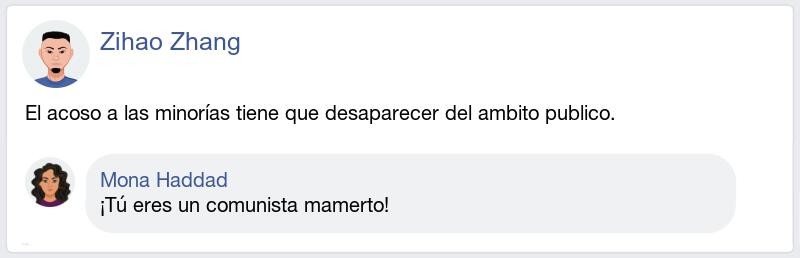 Zihao Zhang
El acoso a las minorías tiene que desaparecer del ambito publico.
Mona Haddad
¡Tú eres un comunista mamerto!